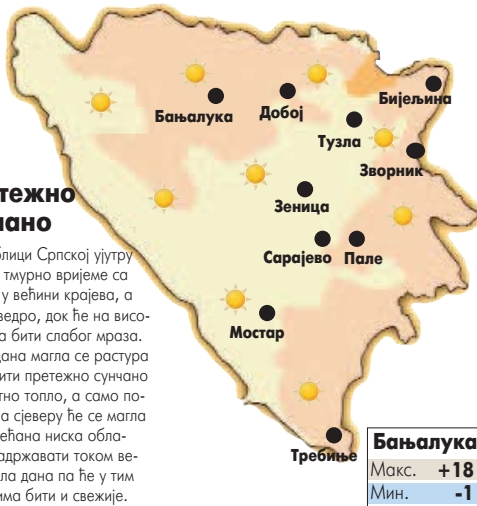 Бањалука
Добој
Бијељина
Тузла
Зворник
Зеница
Сарајево
Пале
Мостар
Требиње
тежно
ано
блици Српској ујутру
тмурно вријеме са
у већини крајева, а
ведро, док ће на висо-
а бити слабог мраза.
дана магла се растура
ити претежно сунчано
тно топло, а само по-
а сјеверу ће се магла
ећана ниска обла-
адржавати током ве-
ла дана па ће у тим
има бити и свежије.
Бањалука
Макс. +18
Мин. -1